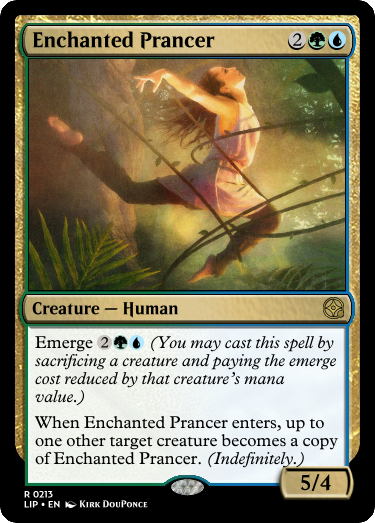 Enchanted Prancer 2
Creature — Human
Emerge 2 (You may cast this spell by
sacrificing a creature and paying the emerge
cost reduced by that creature's mana
value.)
When Enchanted Prancer enters, up to
one other target creature becomes a copy
of Enchanted Prancer. (Indefinitely.)
5/4
R 0213
LIP • EN Kirk DouPonce